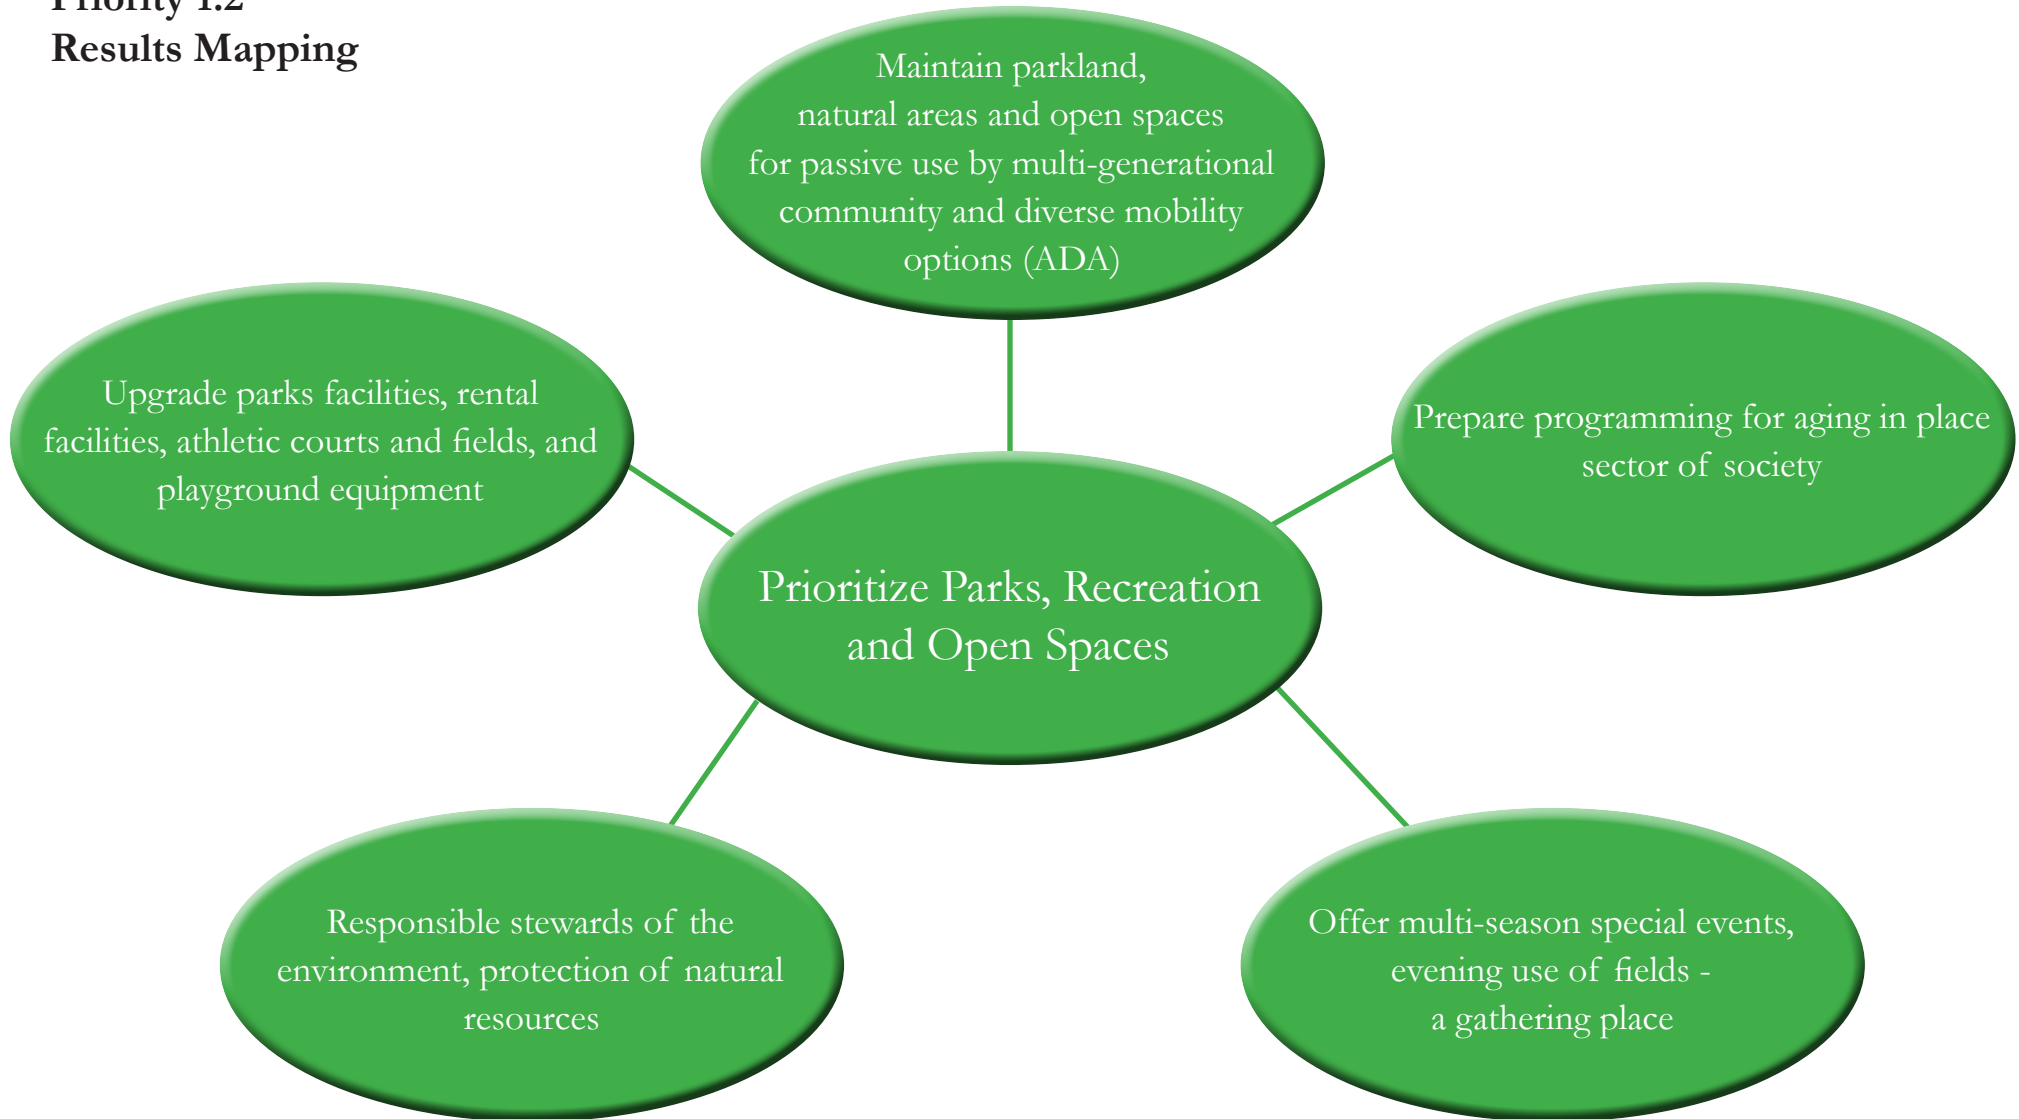 Priority 1.2
Results Mapping
Maintain parkland,
natural areas and open spaces
for passive use by multi-generational
community and diverse mobility
options (ADA)
Upgrade parks facilities, rental
facilities, athletic courts and fields, and
playground equipment
Prepare programming for aging in place
sector of society
Prioritize Parks, Recreation
and Open Spaces
Responsible stewards of the
environment, protection of natural
resources
Offer multi-season special events,
evening use of fields -
a gathering place